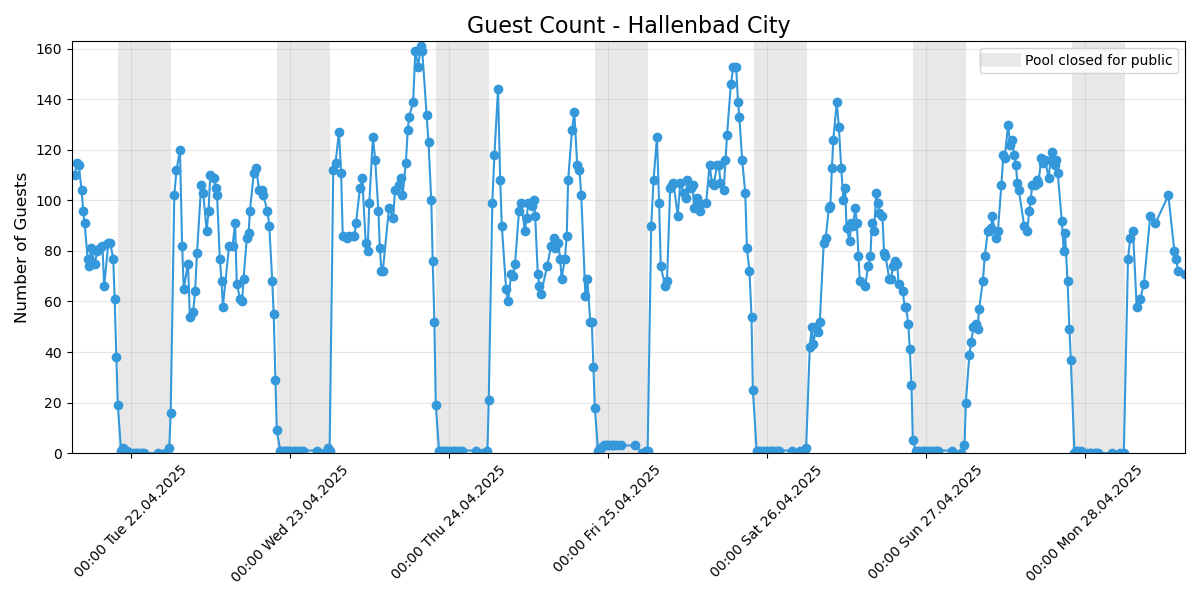 Guest Count - Hallenbad City
Pool closed for public
Number of Guests
160
140
120
100
80
60
40
20
0
00:00 Tue 22.04.2025
00:00 Wed 23.04.2025
00:00 Thu 24.04.2025
00:00 Fri 25.04.2025
00:00 Sat 26.04.2025
00:00 Sun 27.04.2025
00:00 Mon 28.04.2025